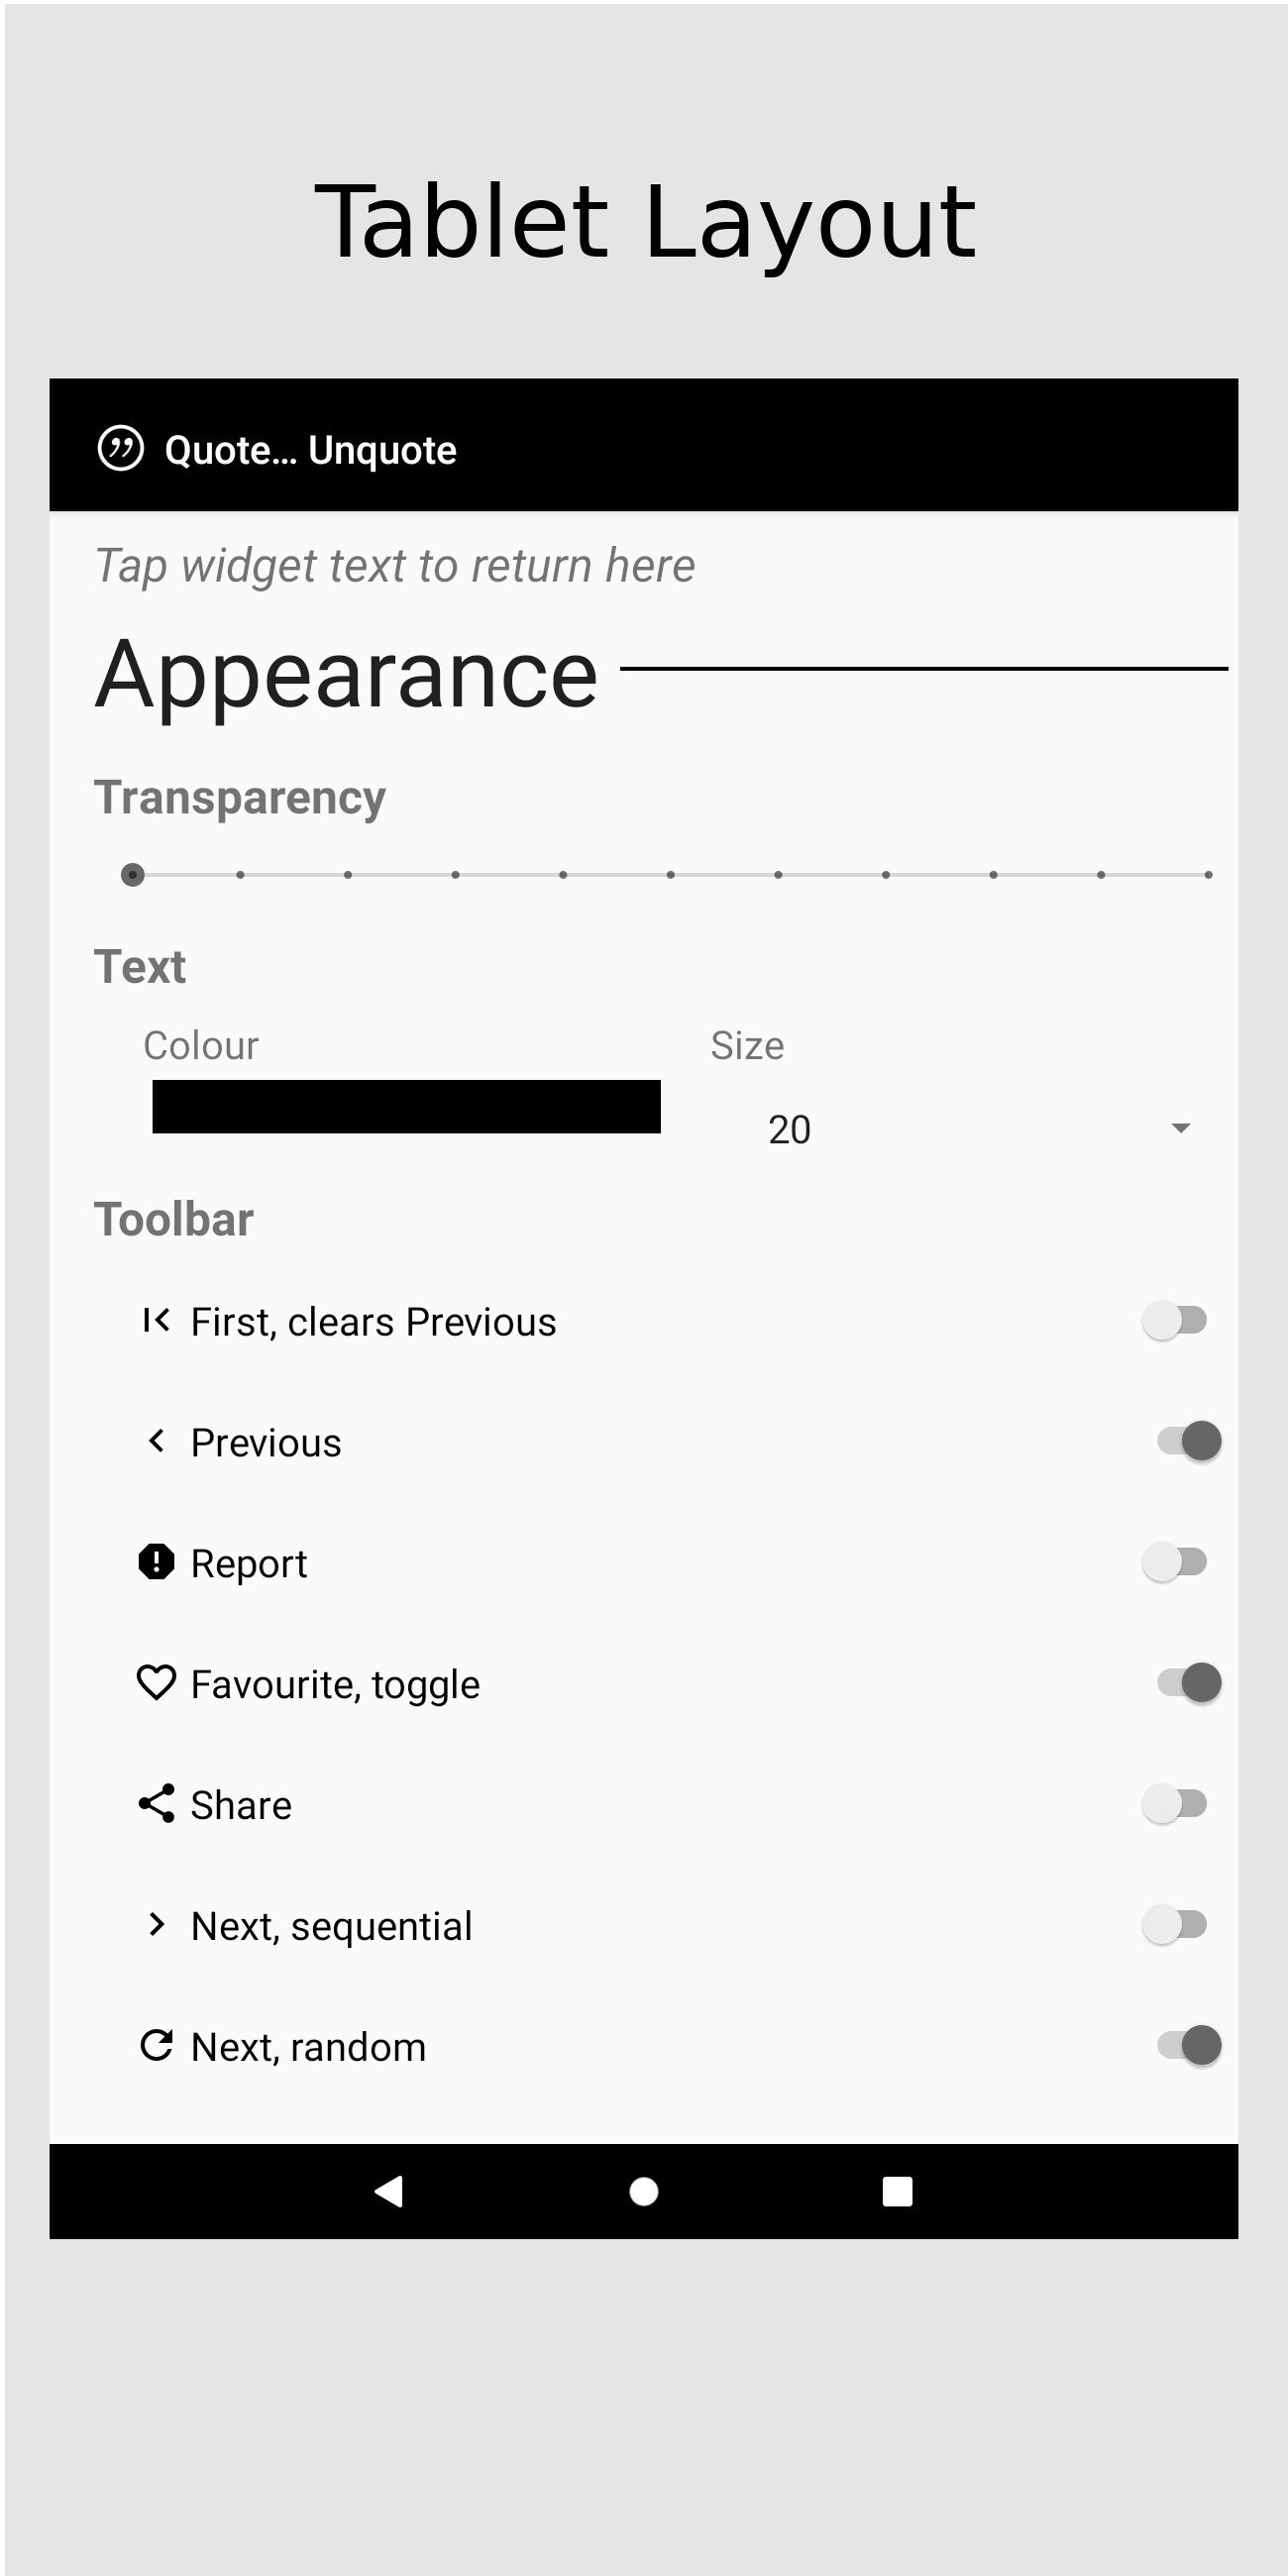 Tablet Layout
Quote... Unquote
Tap widget text to return here
Appearance
Transparency
Text
Colour Size
20
Toolbar
First, clears Previous
Previous
Report
Favourite, toggle
Share
Next, sequential
Next, random